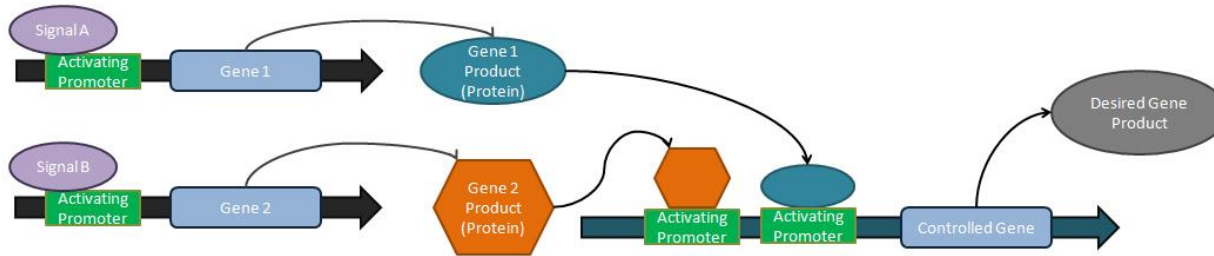 Signal A
Activating
Promoter
Gene 1
Gene 1
Product
(Protein)
Desired Gene
Product
Signal B
Activating
Promoter
Gene 2
Gene 2
Product
(Protein)
Activating
Promoter
Activating
Promoter
Controlled Gene